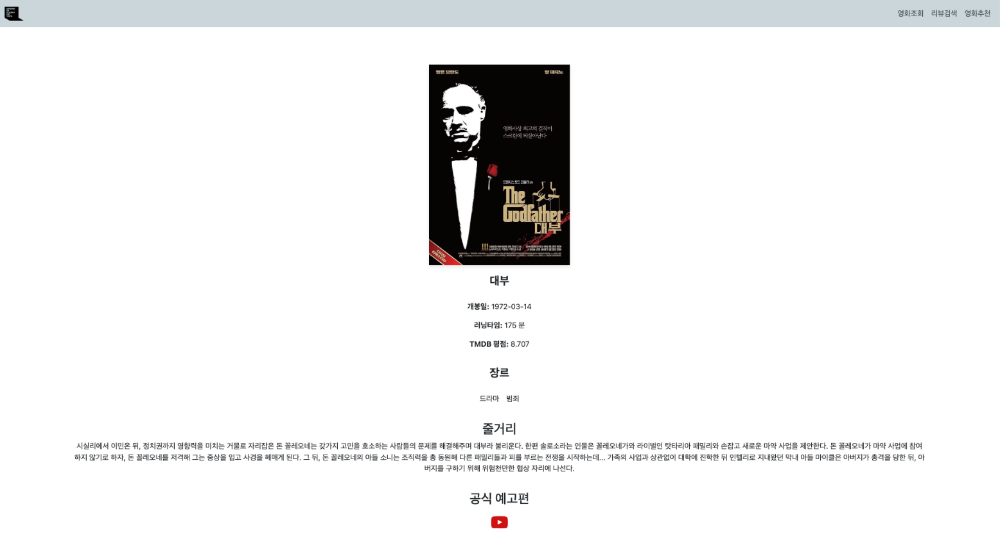 영화조회 리뷰검색 영화추천
말론 브란도 알 파치노
영화사상 최고의 걸작이
스크린에 되살아난다
프란시스 포드 코폴라 감독
The
Godfather
대부
대부
개봉일: 1972-03-14
러닝타임: 175 분
TMDB 평점: 8.707
장르
드라마 범죄
줄거리
시실리에서 이민온 뒤, 정치권까지 영향력을 미치는 거물로 자리잡은 돈 꼴레오네는 갖가지 고민을 호소하는 사람들의 문제를 해결해주며 대부라 불리운다. 한편 솔로소라는 인물은 꼴레오네가와 라이벌인 탓타리아 패밀리와 손잡고 새로운 마약 사업을 제안한다. 돈 꼴레오네가 마약 사업에 참여
하지 않기로 하자, 돈 꼴레오네를 저격해 그는 중상을 입고 사경을 헤매게 된다. 그 뒤, 돈 꼴레오네의 아들 소니는 조직력을 총 동원해 다른 패밀리들과 피를 부르는 전쟁을 시작하는데... 가족의 사업과 상관없이 대학에 진학한 뒤 인텔리로 지내왔던 막내 아들 마이클은 아버지가 총격을 당한 뒤, 아
버지를 구하기 위해 위험천만한 협상 자리에 나선다.
공식 예고편